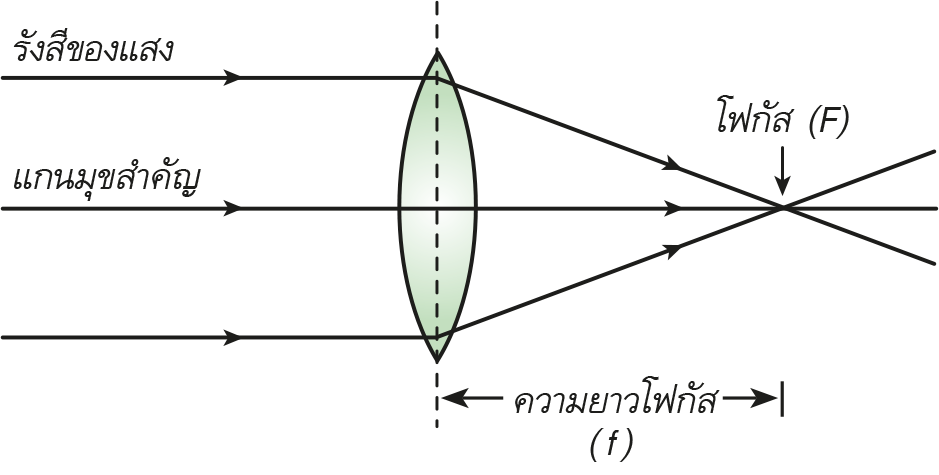 รังสีของแสง
โฟกัส (F)
แกนมุขสำคัญ
ความยาวโฟกัส
(f)